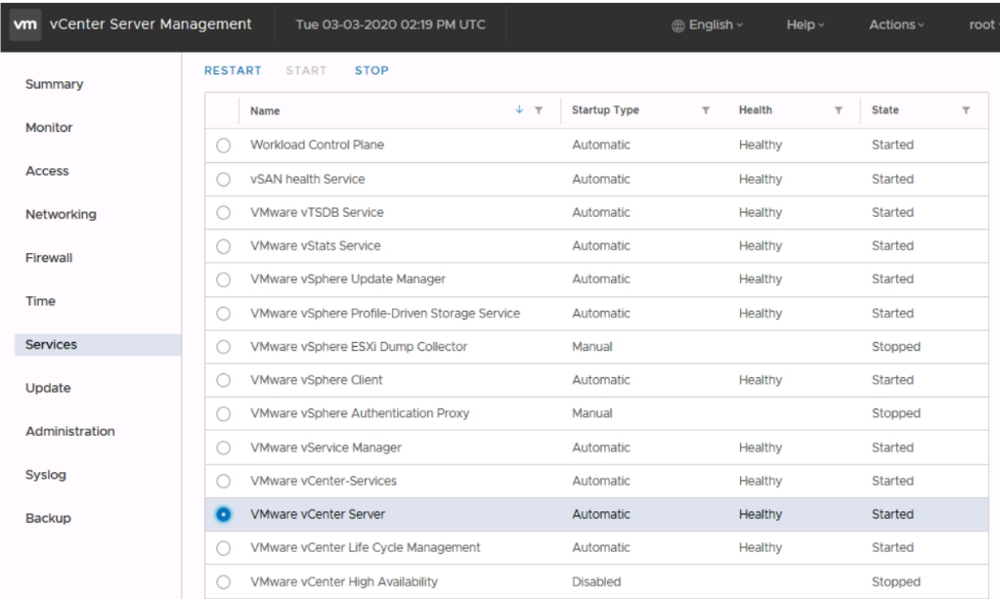 vm vCenter Server Management Tue 03-03-2020 02:19 PM UTC English Help Actions root
RESTART START STOP
Summary
Monitor
Access
Networking
Firewall
Time
Services
Update
Administration
Syslog
Backup
Name Startup Type Health State
Workload Control Plane Automatic Healthy Started
vSAN health Service Automatic Healthy Started
VMware vTSDB Service Automatic Healthy Started
VMware vStats Service Automatic Healthy Started
VMware vSphere Update Manager Automatic Healthy Started
VMware vSphere Profile-Driven Storage Service Automatic Healthy Started
VMware vSphere ESXi Dump Collector Manual Stopped
VMware vSphere Client Automatic Healthy Started
VMware vSphere Authentication Proxy Manual Stopped
VMware vService Manager Automatic Healthy Started
VMware vCenter-Services Automatic Healthy Started
VMware vCenter Server Automatic Healthy Started
VMware vCenter Life Cycle Management Automatic Healthy Started
VMware vCenter High Availability Disabled Stopped